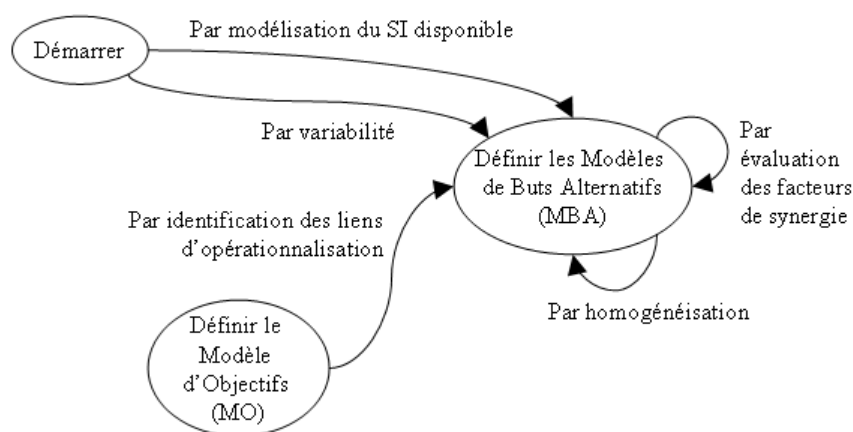 Par modélisation du SI disponible
Démarrer
Par variabilité
Définir les Modèles
de Buts Alternatifs
(MBA)
Par
évaluation
des facteurs
de synergie
Par identification des liens
d'opérationnalisation
Par homogénéisation
Définir le
Modèle
d'Objectifs
(MO)